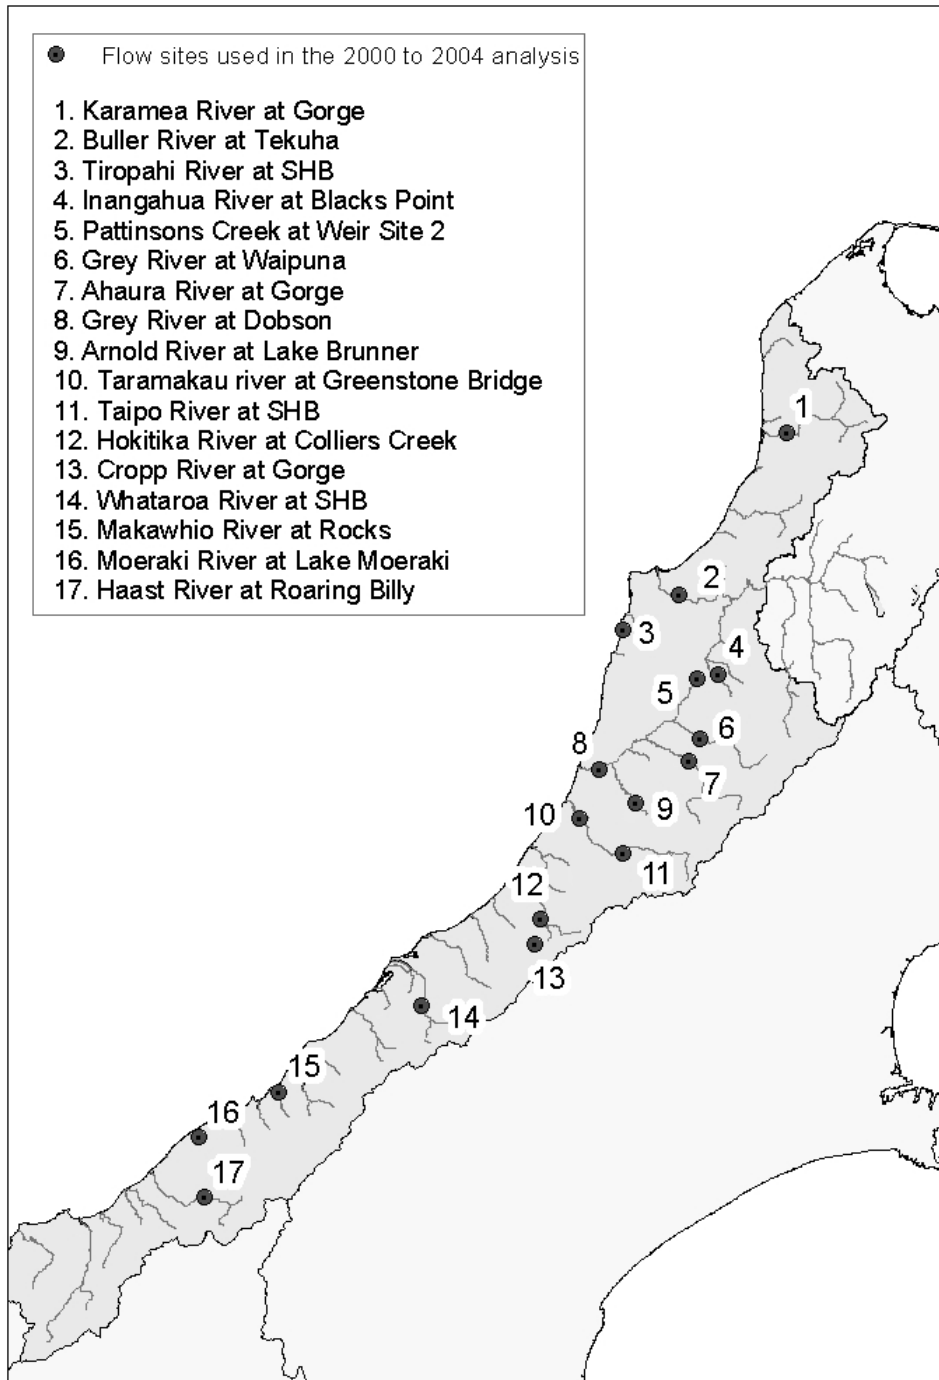 Flow sites used in the 2000 to 2004 analysis
1. Karamea River at Gorge
2. Buller River at Tekuha
3. Tiropahi River at SHB
4. Inangahua River at Blacks Point
5. Pattinsons Creek at Weir Site 2
6. Grey River at Waipuna
7. Ahaura River at Gorge
8. Grey River at Dobson
9. Arnold River at Lake Brunner
10. Taramakau river at Greenstone Bridge
11. Taipo River at SHB
12. Hokitika River at Colliers Creek
13. Cropp River at Gorge
14. Whataroa River at SHB
15. Makawhio River at Rocks
16. Moeraki River at Lake Moeraki
17. Haast River at Roaring Billy
1
2
3
4
5
6
8
7
9
10
11
12
13
14
15
16
17